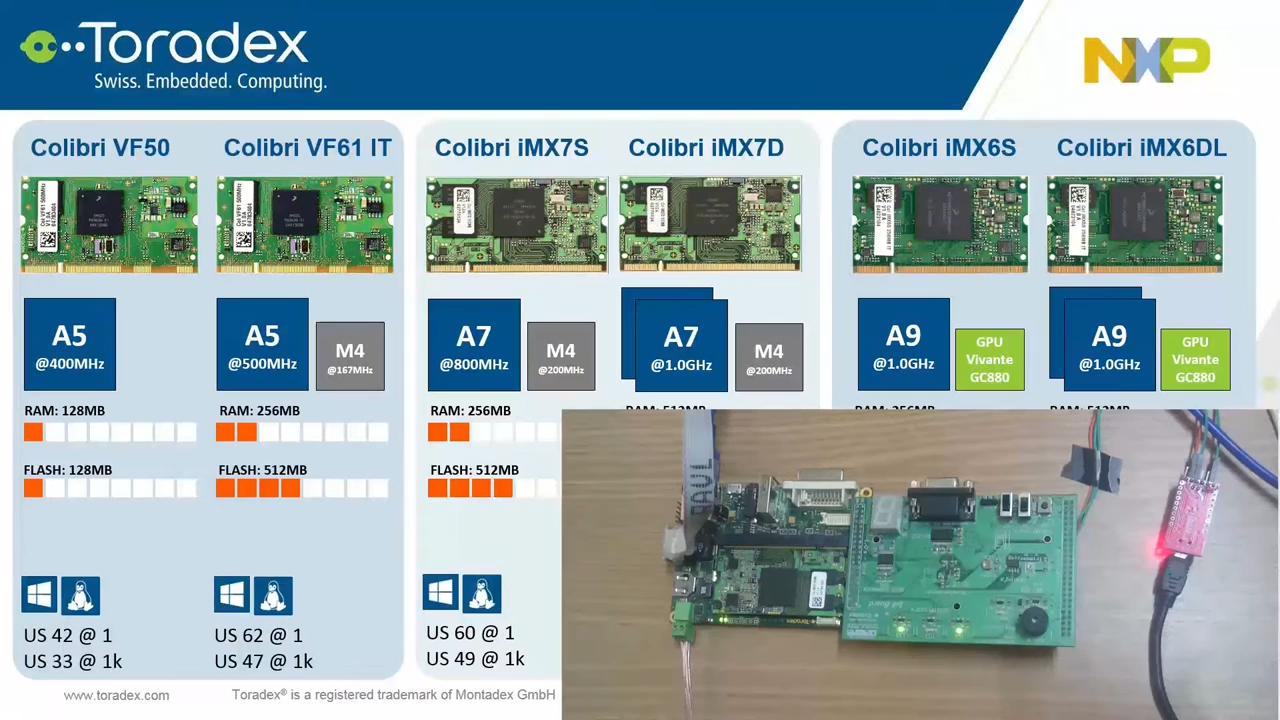 Toradex
Swiss. Embedded. Computing.
NXP
Colibri VF50
Colibri VF61 IT
Colibri iMX7S
Colibri iMX7D
Colibri iMX6S
Colibri iMX6DL
A5
@400MHz
A5
@500MHz
M4
@167MHz
A7
@800MHz
M4
@200MHz
A7
@1.0GHz
M4
@200MHz
A9
@1.0GHz
GPU
Vivante
GC880
A9
@1.0GHz
GPU
Vivante
GC880
RAM: 128MB
RAM: 256MB
RAM: 256MB
FLASH: 128MB
FLASH: 512MB
FLASH: 512MB
US 42 @ 1
US 33 @ 1k
US 62 @ 1
US 47 @ 1k
US 60 @ 1
US 49 @ 1k
www.toradex.com
Toradex® is a registered trademark of Montadex GmbH